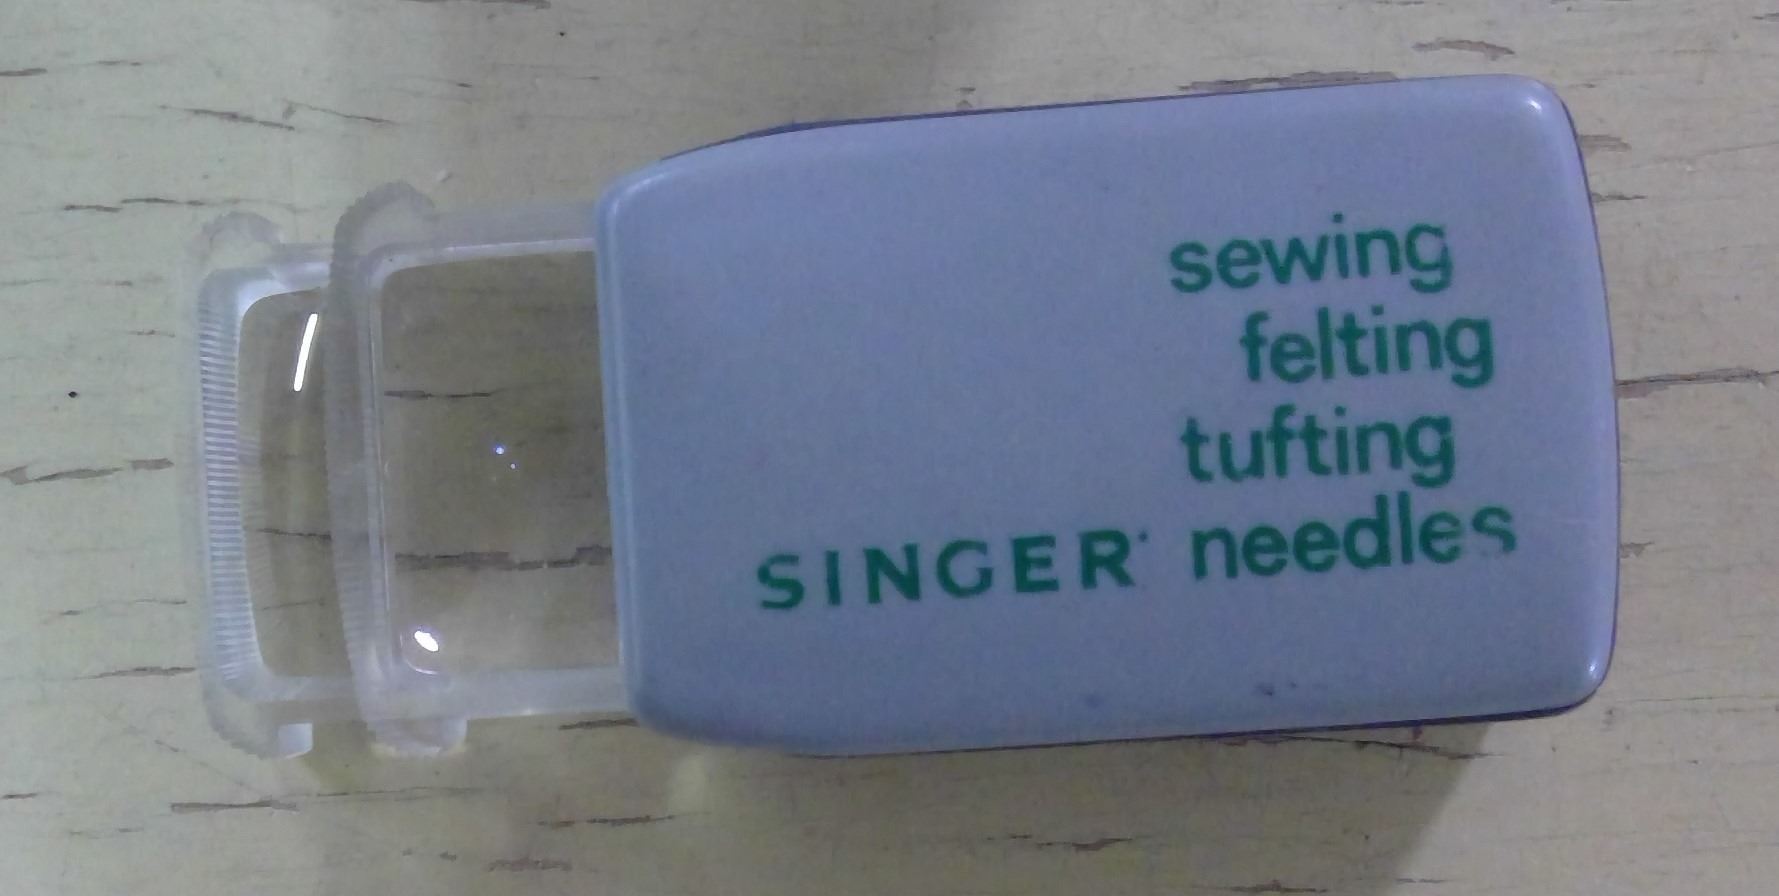 sewing
felting
tufting
SINGER needles